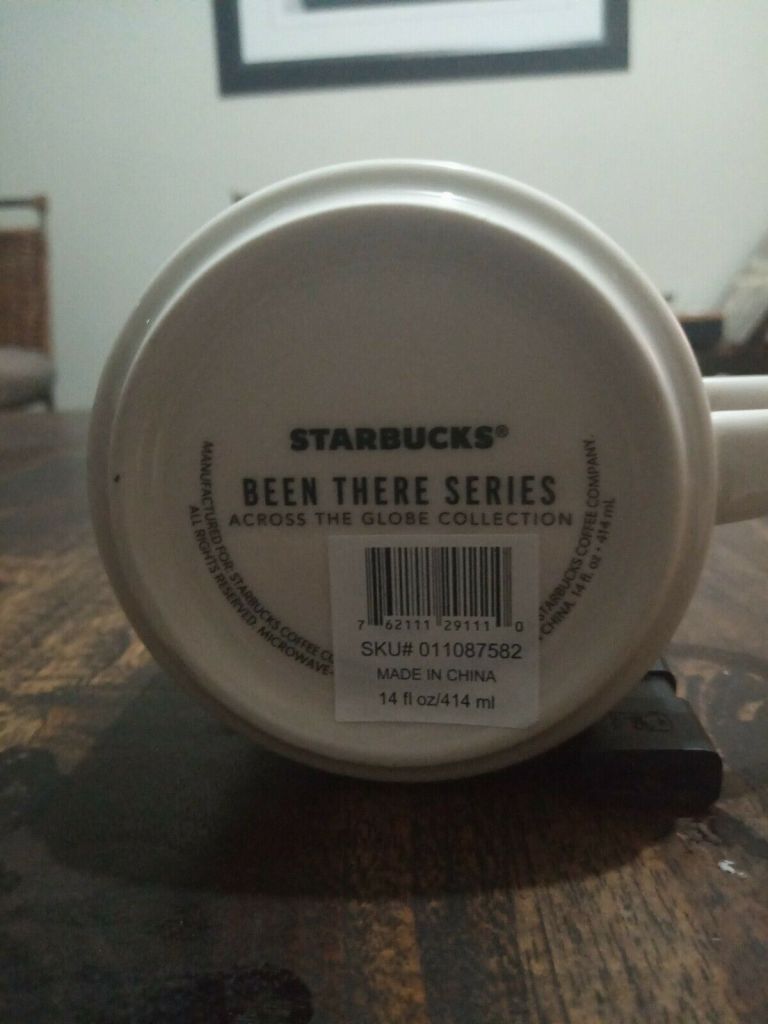 STARBUCKS®
BEEN THERE SERIES
ACROSS THE GLOBE COLLECTION
MANUFACTURED FOR: STARBUCKS COFFEE
ALL RIGHTS RESERVED. MICROWAVE-
STARBUCKS COFFEE COMPANY.
CHINA. 14 fl. oz • 414 mL
7 62111 29111 0
SKU# 011087582
MADE IN CHINA
14 fl oz/414 ml